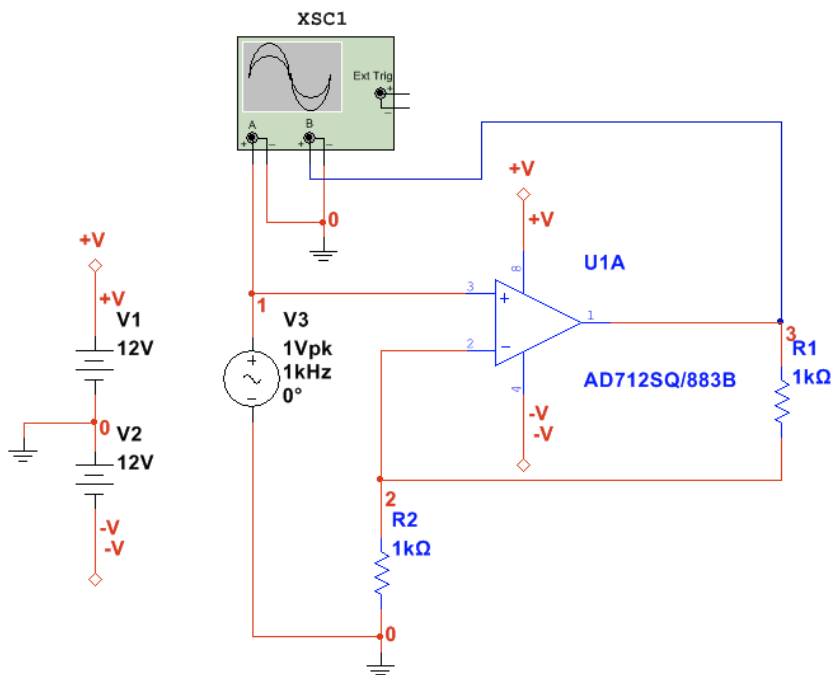 XSC1
Ext Trig
+
–
A
B
+ – + –
0
+V
+V
8
U1A
3
+
1
2
–
1
3
AD712SQ/883B
4
-V
-V
R1
1kΩ
+V
+V
V1
12V
0
V2
12V
-V
-V
V3
1Vpk
1kHz
0°
+
–
2
R2
1kΩ
0